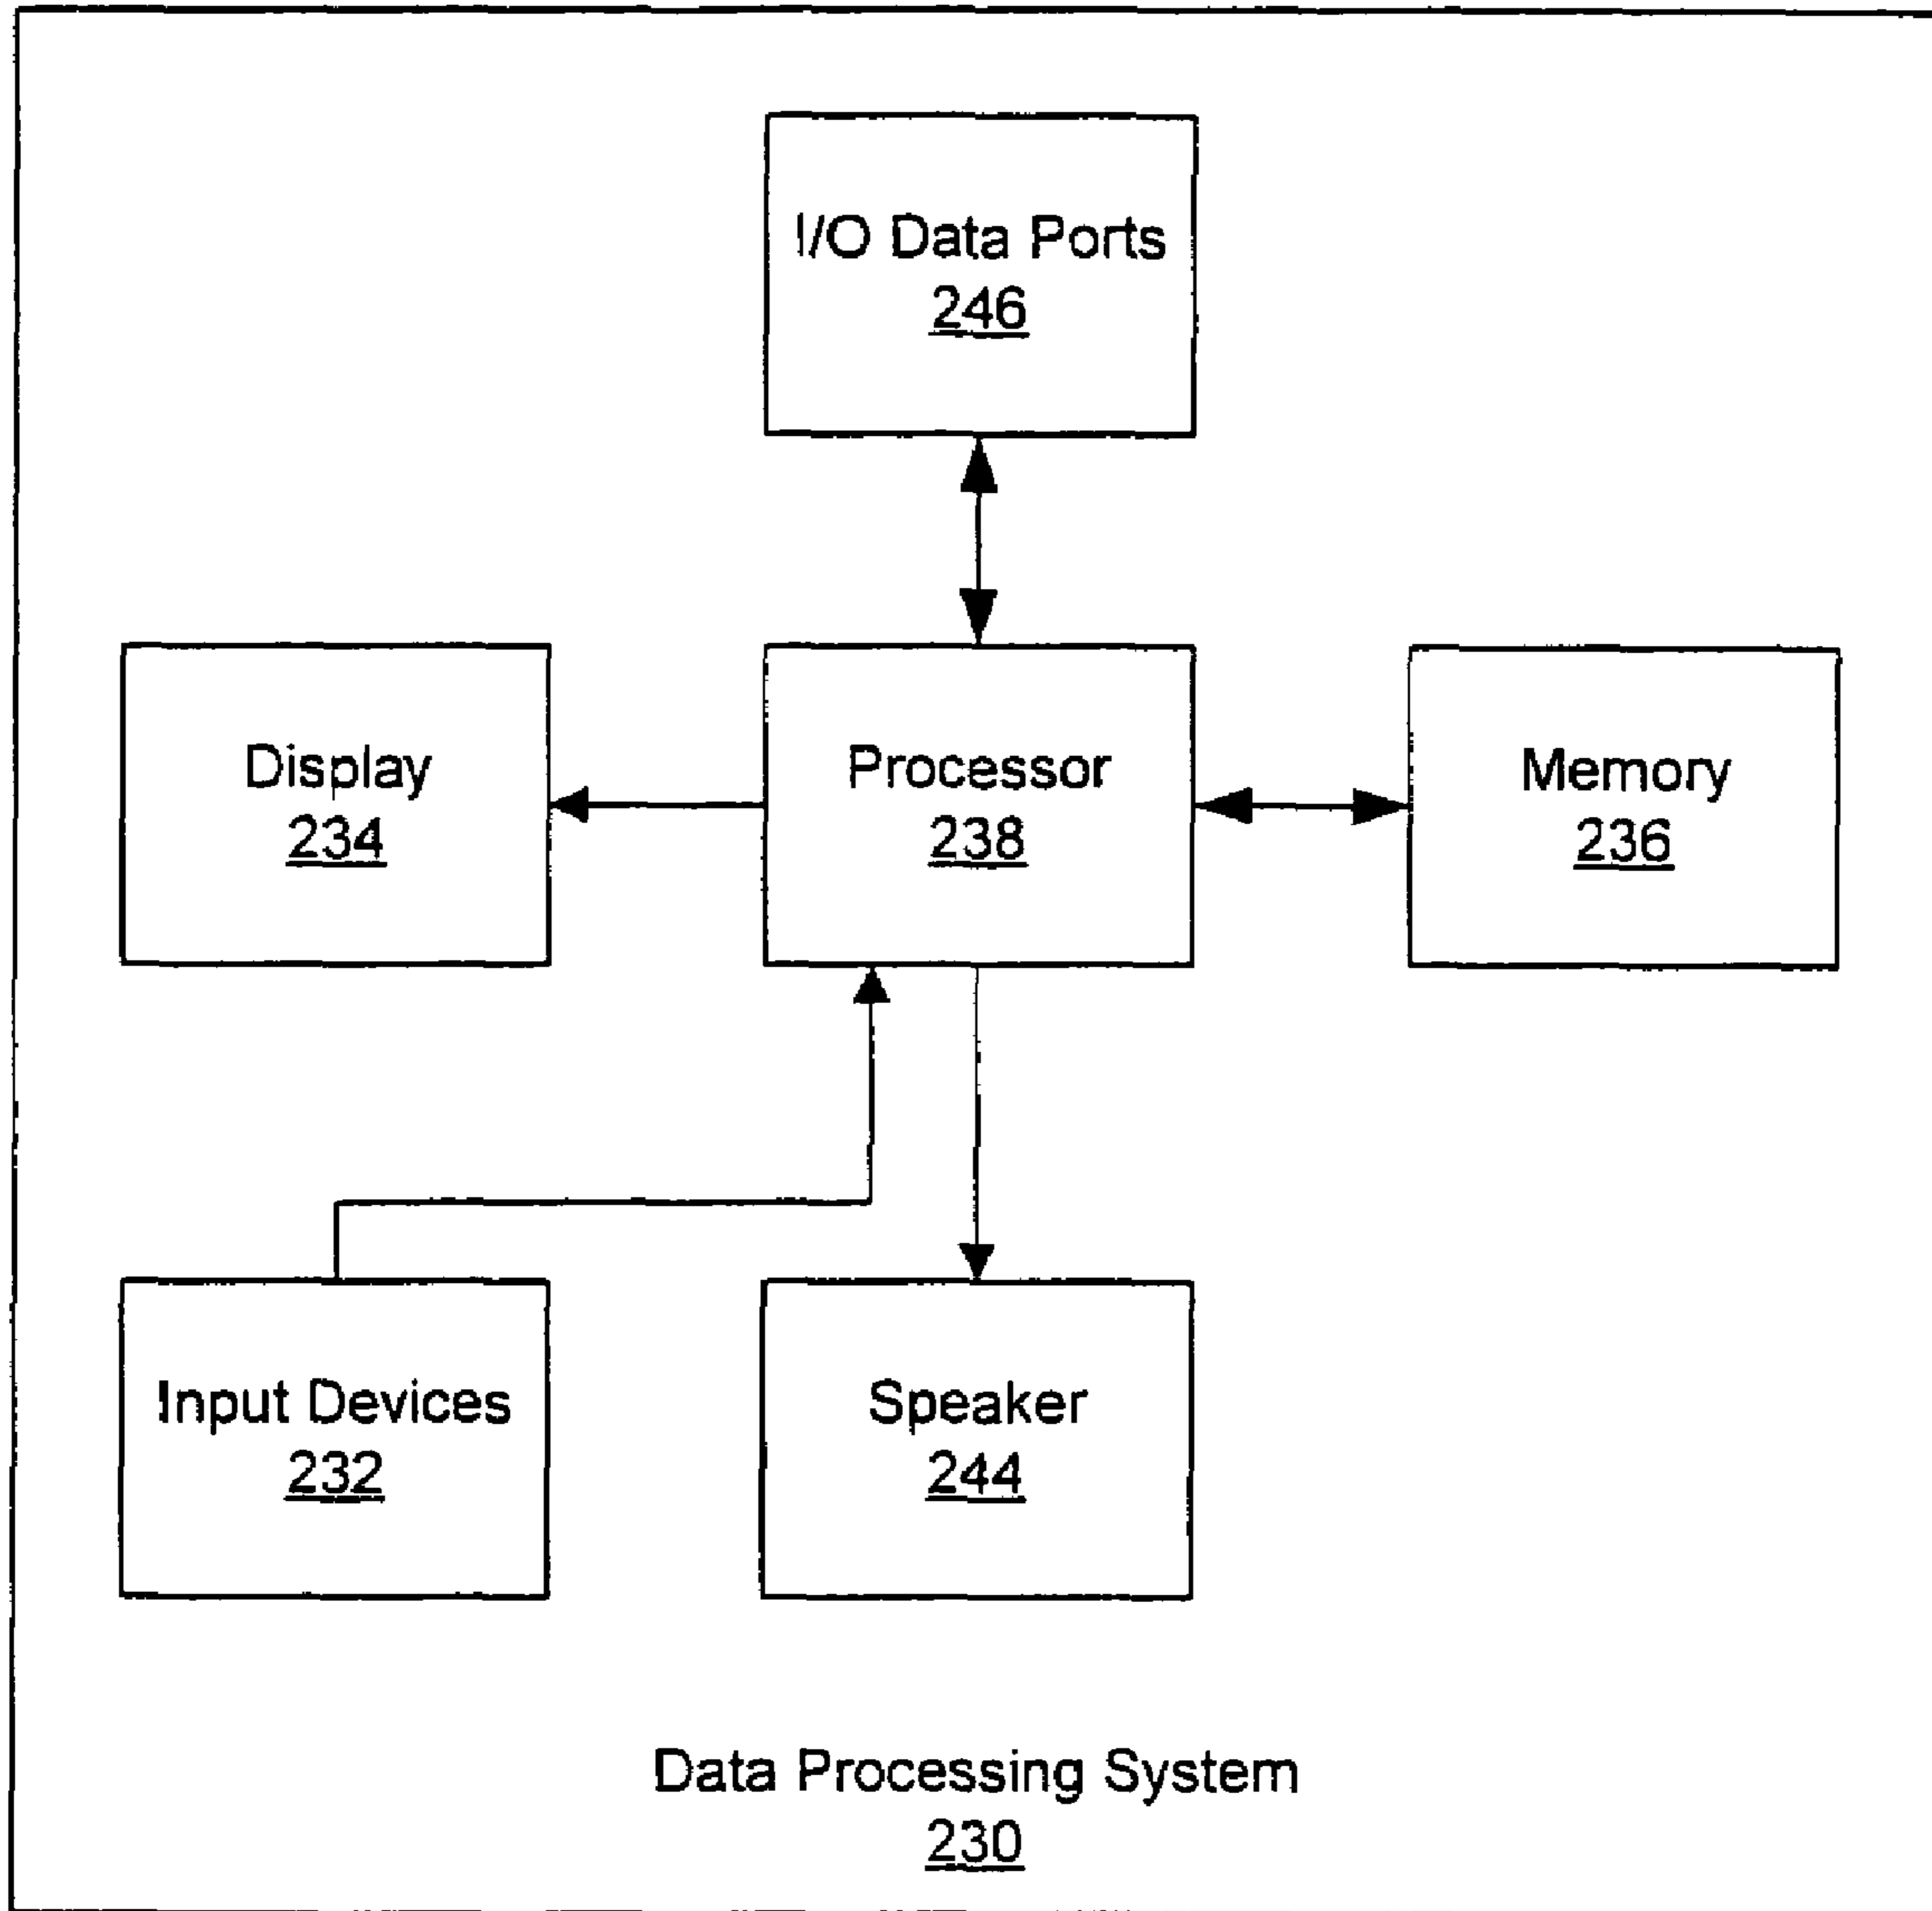 I/O Data Ports
246
Display
234
Processor
238
Memory
236
Input Devices
232
Speaker
244
Data Processing System
230